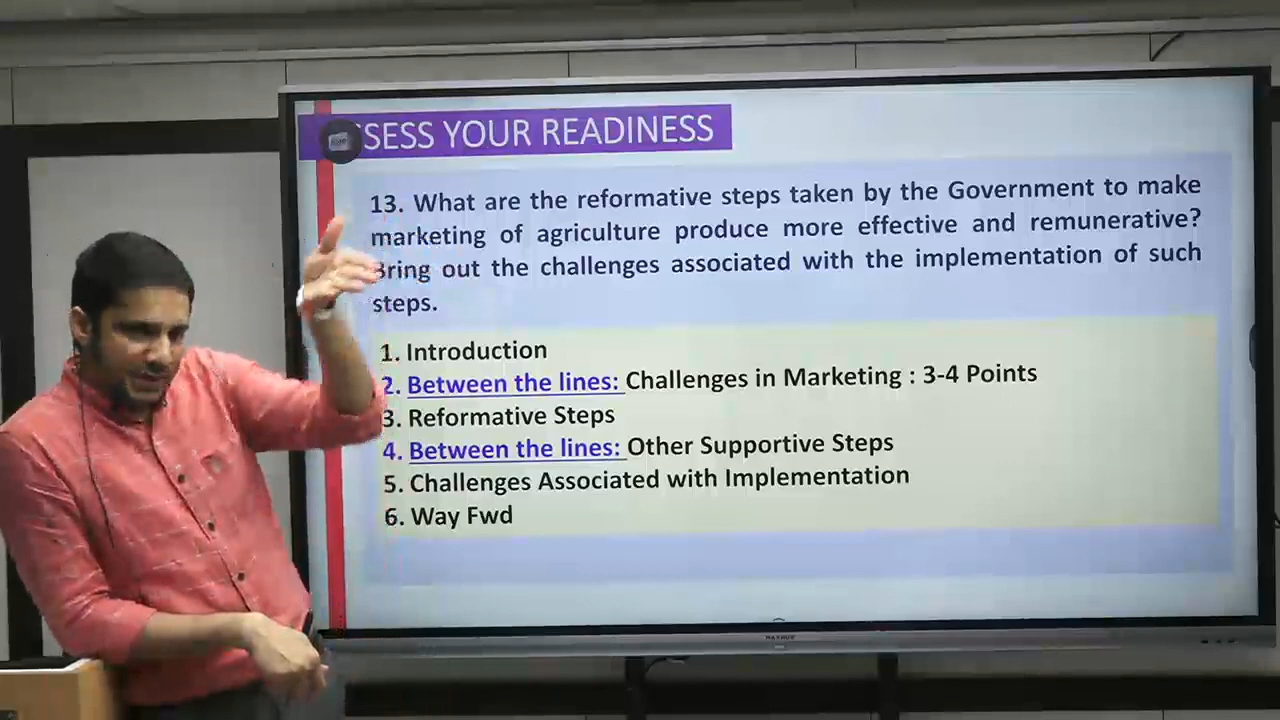 SESS YOUR READINESS
13. What are the reformative steps taken by the Government to make
marketing of agriculture produce more effective and remunerative?
Bring out the challenges associated with the implementation of such
steps.
1. Introduction
2. Between the lines: Challenges in Marketing : 3-4 Points
3. Reformative Steps
4. Between the lines: Other Supportive Steps
5. Challenges Associated with Implementation
6. Way Fwd
MAXHUB